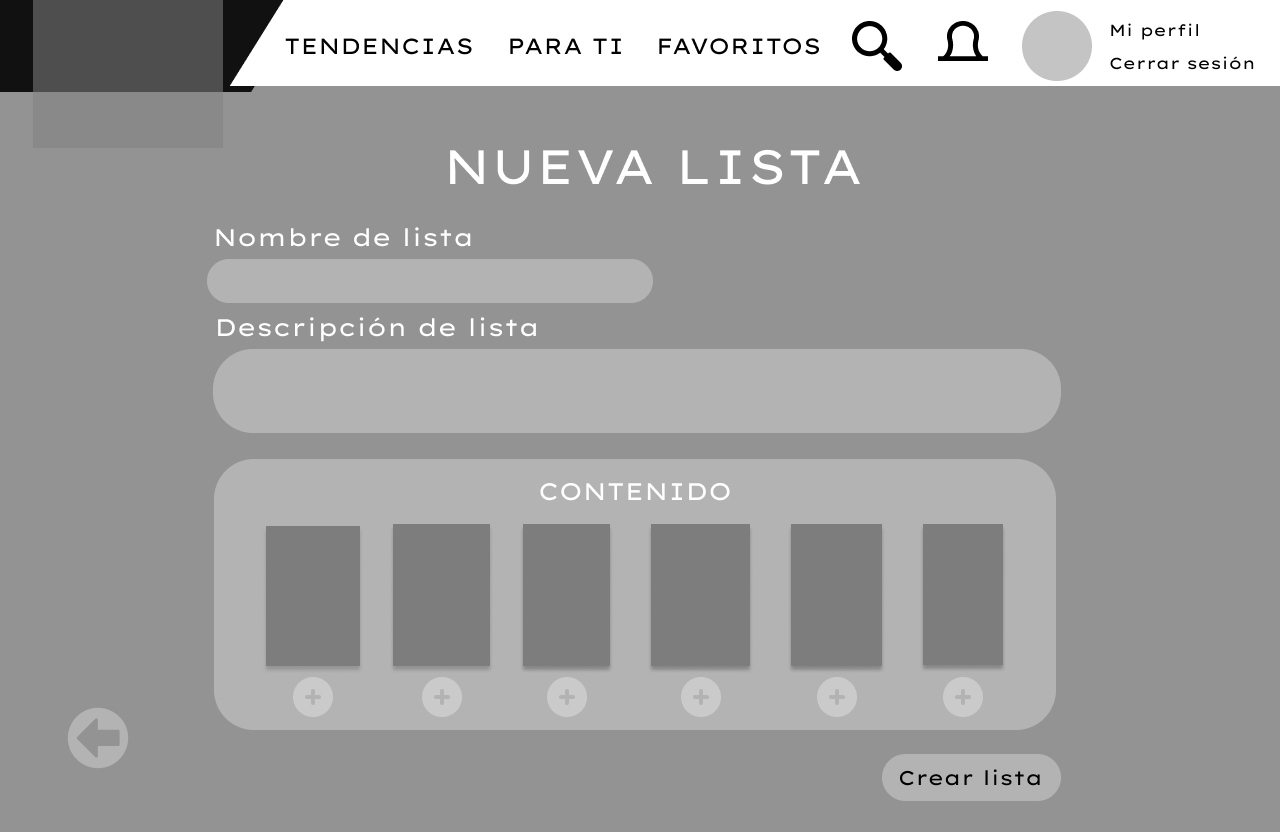 TENDENCIAS PARA TI FAVORITOS
Mi perfil
Cerrar sesión
NUEVA LISTA
Nombre de lista
Descripción de lista
CONTENIDO
Crear lista